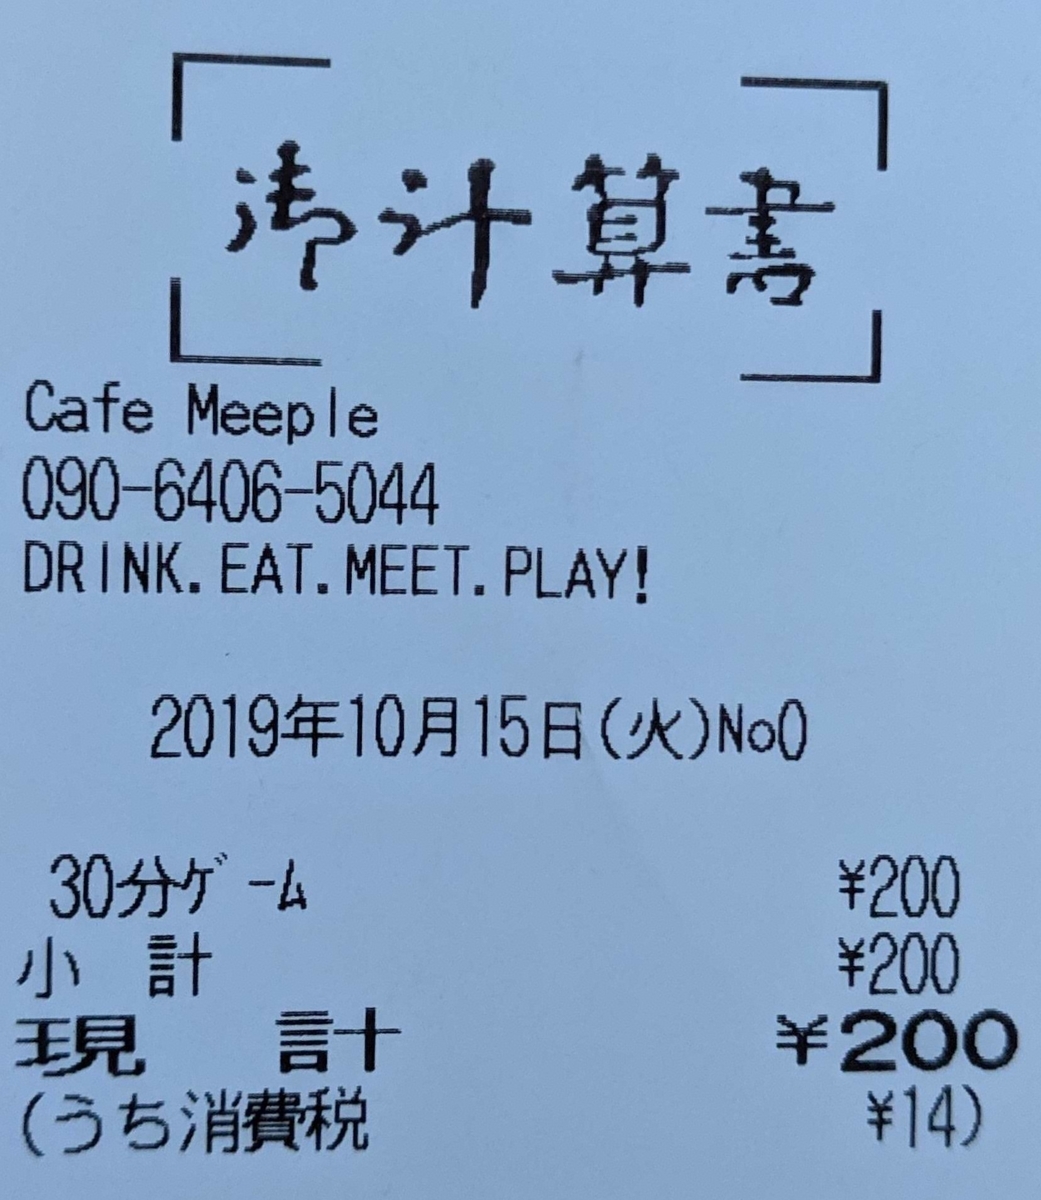 御計算書
Cafe Meeple
090-6406-5044
DRINK.EAT.MEET.PLAY!
2019年10月15日(火)No0
30分ｹﾞｰﾑ ¥200
小 計 ¥200
現 計 ¥200
(うち消費税 ¥14)